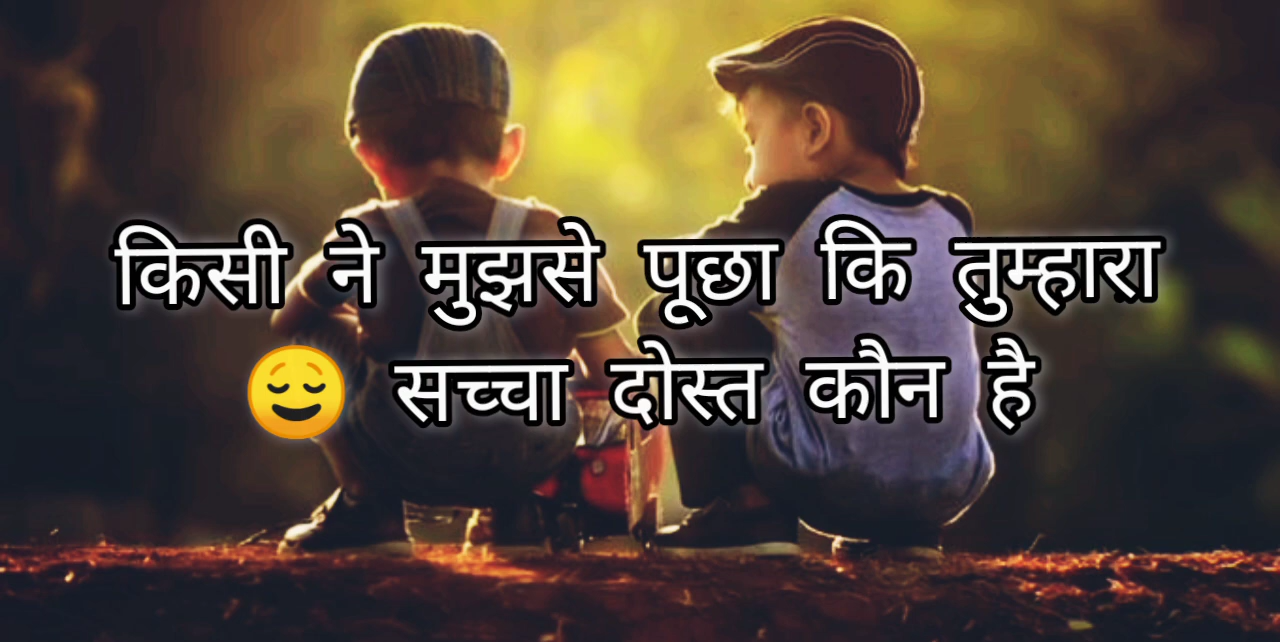 किसी ने मुझसे पूछा कि तुम्हारा
😌 सच्चा दोस्त कौन है